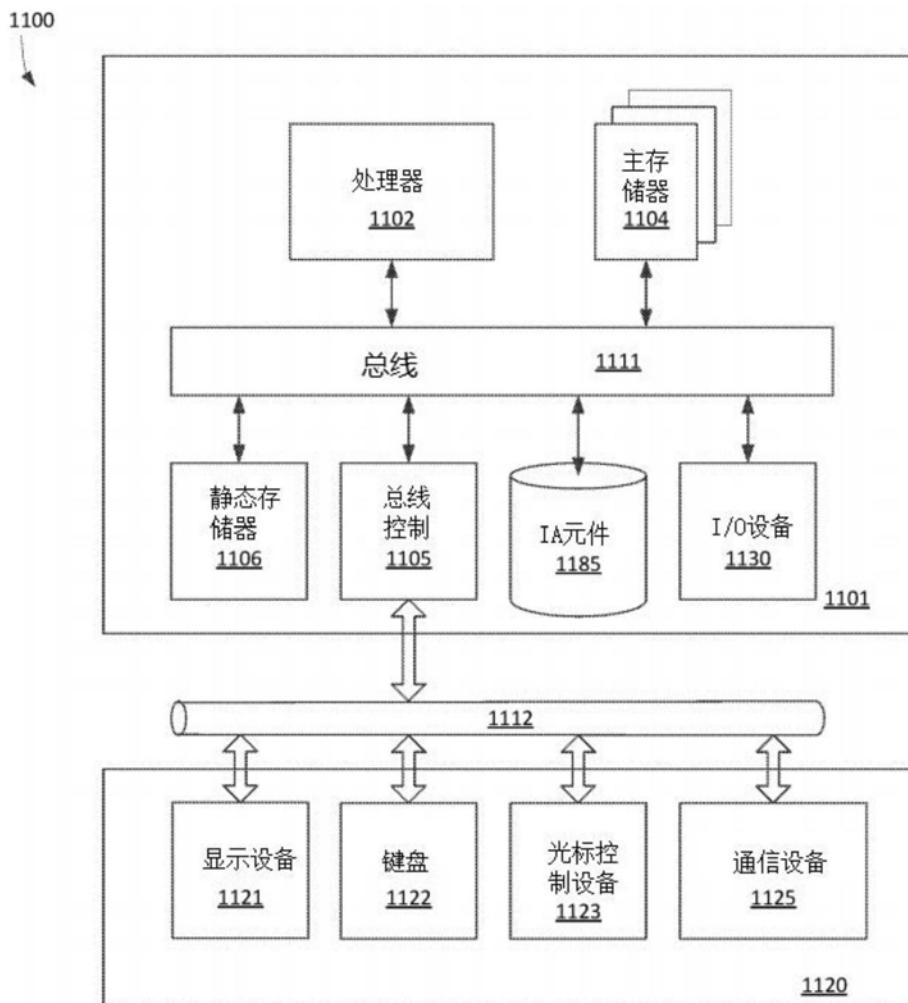 1100
处理器
1102
主存
储器
1104
总线
1111
静态存
储器
1106
总线
控制
1105
IA元件
1185
I/O设备
1130
1101
1112
显示设备
1121
键盘
1122
光标控
制设备
1123
通信设备
1125
1120